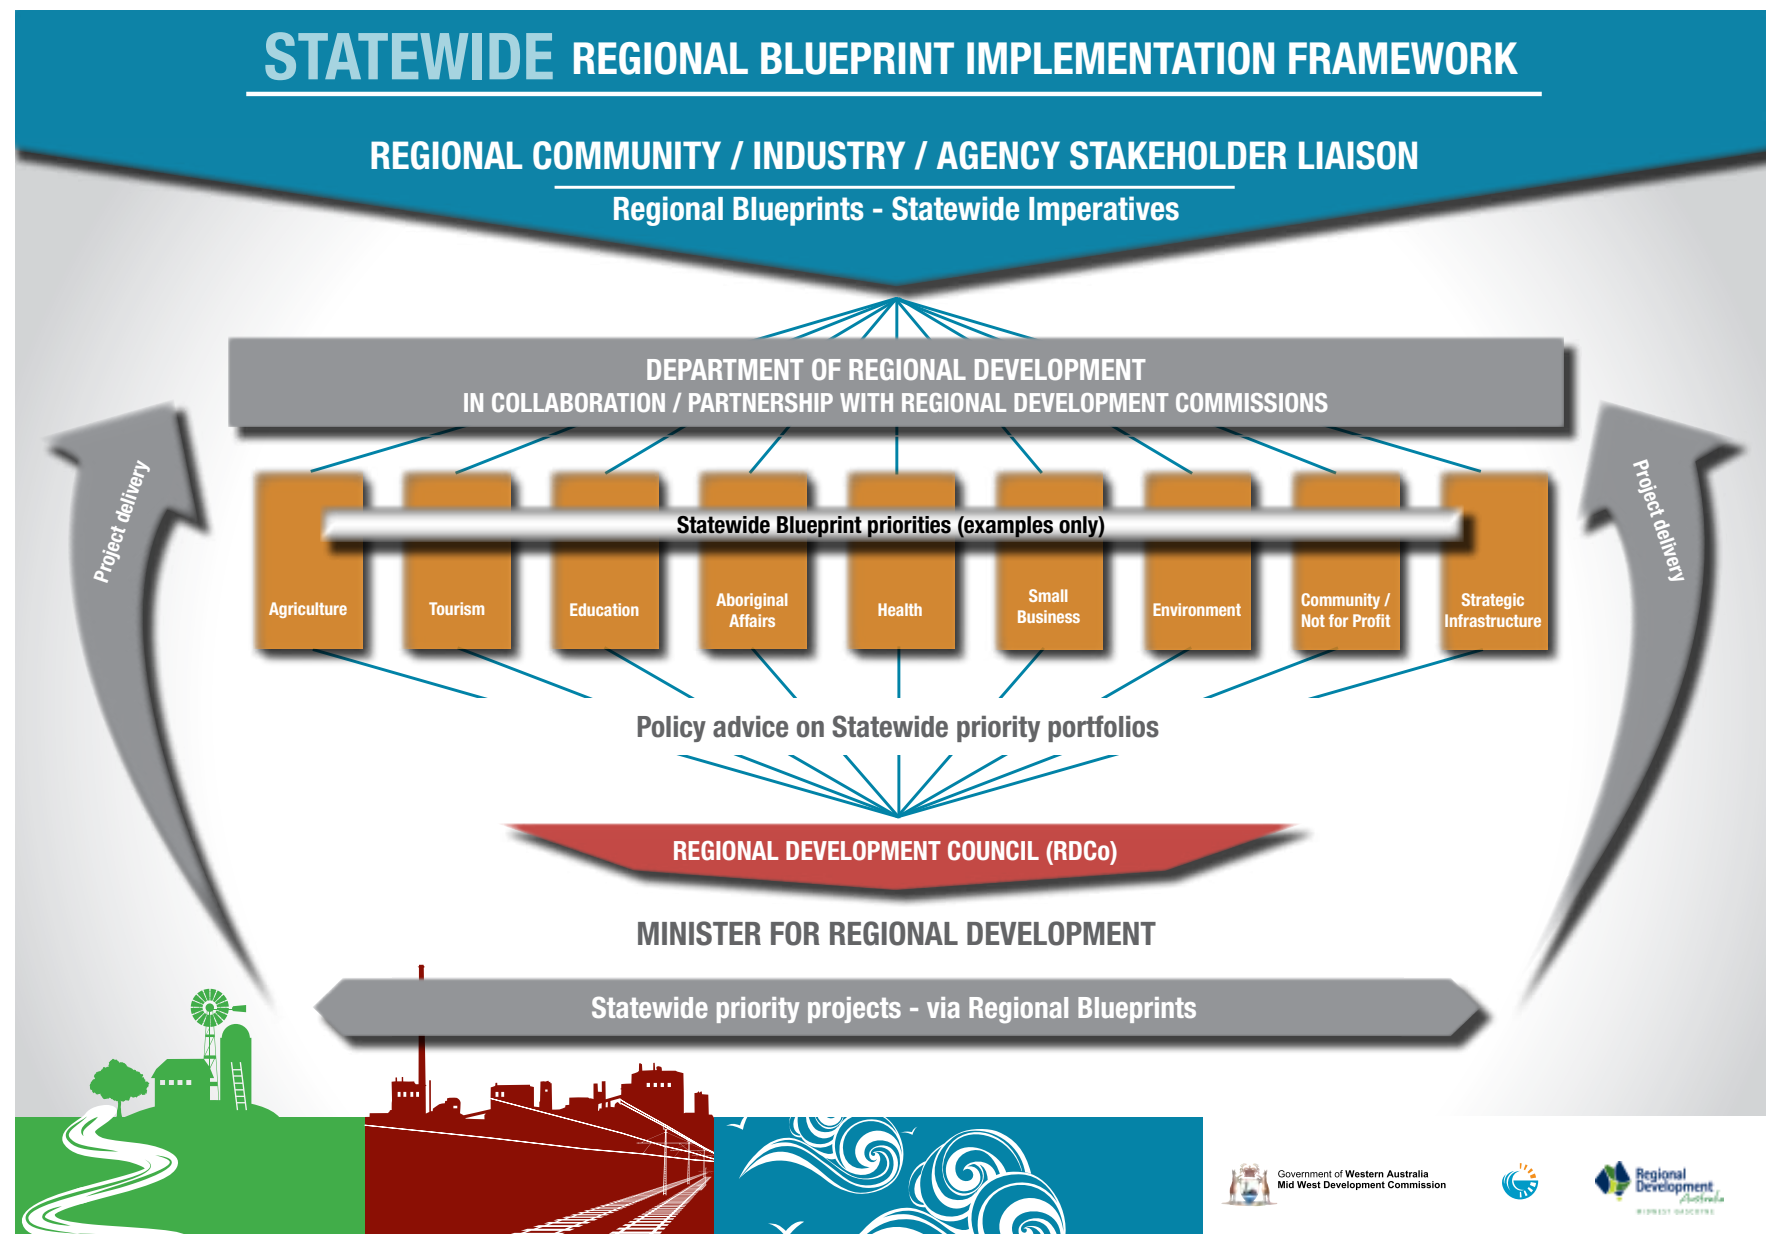 STATEWIDE REGIONAL BLUEPRINT IMPLEMENTATION FRAMEWORK
REGIONAL COMMUNITY / INDUSTRY / AGENCY STAKEHOLDER LIAISON
Regional Blueprints - Statewide Imperatives
DEPARTMENT OF REGIONAL DEVELOPMENT
IN COLLABORATION / PARTNERSHIP WITH REGIONAL DEVELOPMENT COMMISSIONS
Project delivery
Project delivery
Statewide Blueprint priorities (examples only)
Agriculture
Tourism
Education
Aboriginal
Affairs
Health
Small
Business
Environment
Community /
Not for Profit
Strategic
Infrastructure
Policy advice on Statewide priority portfolios
REGIONAL DEVELOPMENT COUNCIL (RDCo)
MINISTER FOR REGIONAL DEVELOPMENT
Statewide priority projects - via Regional Blueprints
Government of Western Australia
Mid West Development Commission
Regional
Development
Australia
MIDWEST GASCOYNE